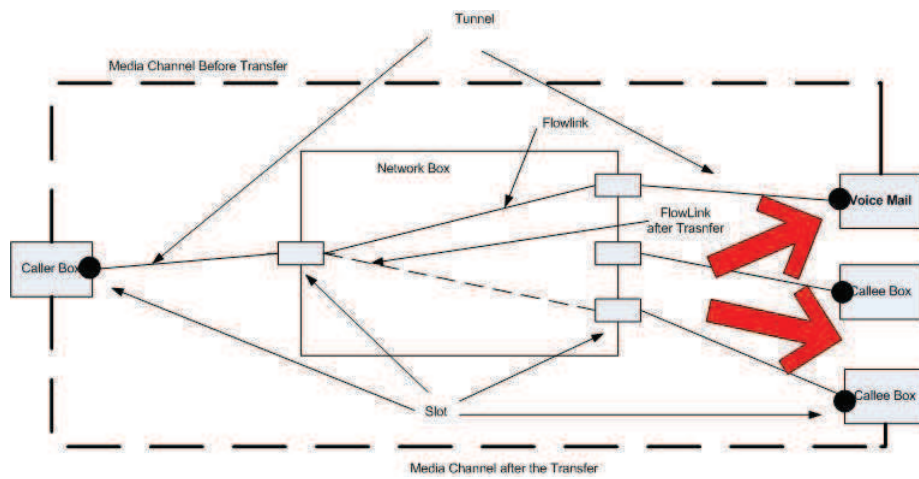 Tunnel
Media Channel Before Transfer
Flowlink
Network Box
Voice Mail
FlowLink
after Trasnfer
Caller Box
Callee Box
Callee Box
Slot
Media Channel after the Transfer